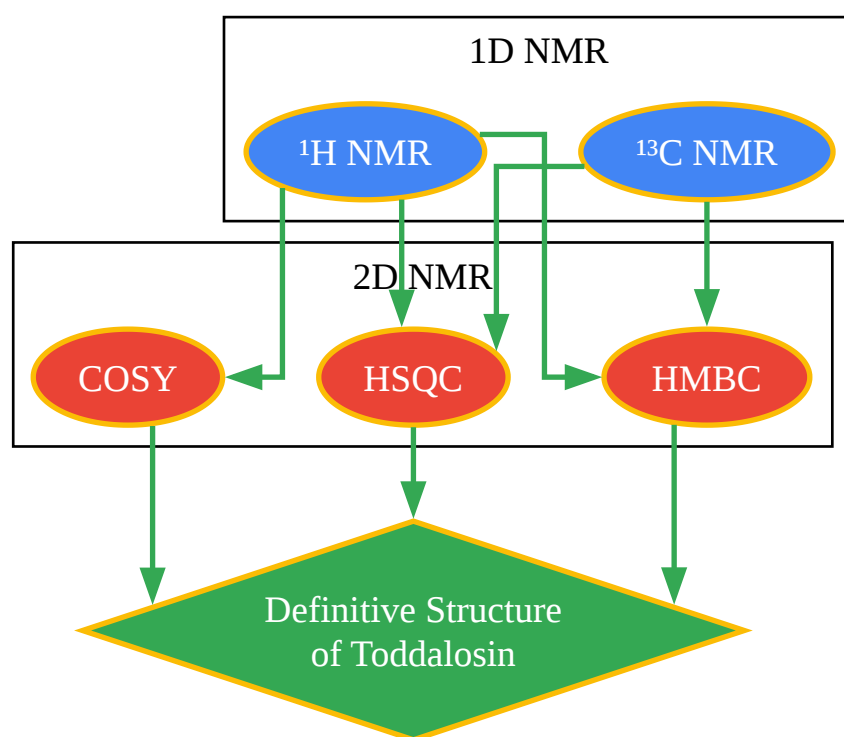 1D NMR
¹H NMR
¹³C NMR
2D NMR
COSY
HSQC
HMBC
Definitive Structure
of Toddalosin